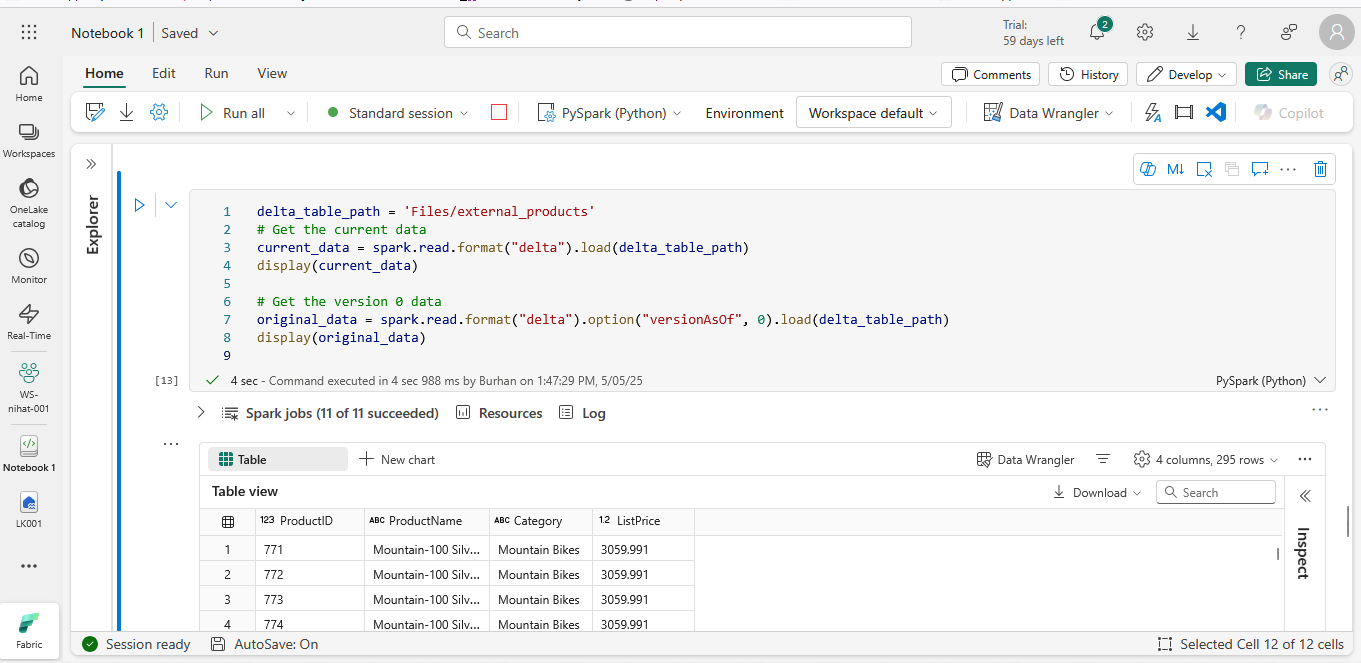 Notebook 1 Saved
Search
Trial:
59 days left
2
Home Edit Run View
Comments History Develop Share
Run all Standard session PySpark (Python) Environment Workspace default Data Wrangler Copilot
Home
Workspaces
OneLake
catalog
Monitor
Real-Time
WS-
nihat-001
Notebook 1
LK001
Fabric
Explorer
M↓
1 delta_table_path = 'Files/external_products'
2 # Get the current data
3 current_data = spark.read.format("delta").load(delta_table_path)
4 display(current_data)
5
6 # Get the version 0 data
7 original_data = spark.read.format("delta").option("versionAsOf", 0).load(delta_table_path)
8 display(original_data)
9
[13] 4 sec - Command executed in 4 sec 988 ms by Burhan on 1:47:29 PM, 5/05/25 PySpark (Python)
Spark jobs (11 of 11 succeeded) Resources Log
Table New chart Data Wrangler 4 columns, 295 rows
Table view Download Search
123 ProductID ABC ProductName ABC Category 1.2 ListPrice
1 771 Mountain-100 Silv... Mountain Bikes 3059.991
2 772 Mountain-100 Silv... Mountain Bikes 3059.991
3 773 Mountain-100 Silv... Mountain Bikes 3059.991
4 774 Mountain-100 Silv... Mountain Bikes 3059.991
Inspect
Session ready AutoSave: On Selected Cell 12 of 12 cells